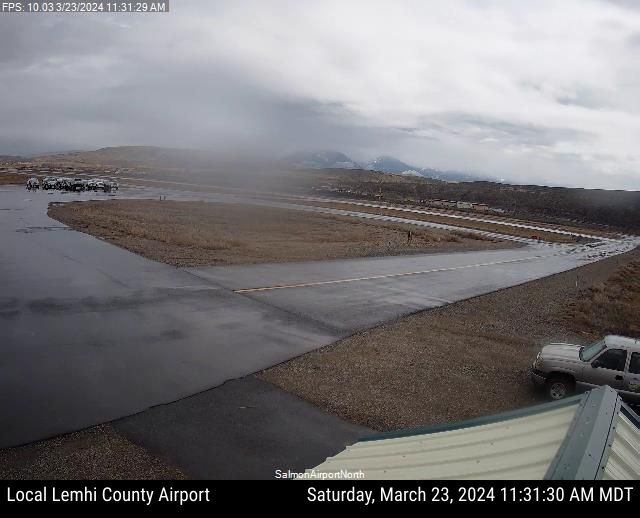 FPS: 10.03 3/23/2024 11:31:29 AM
SalmonAirportNorth
Local Lemhi County Airport Saturday, March 23, 2024 11:31:30 AM MDT